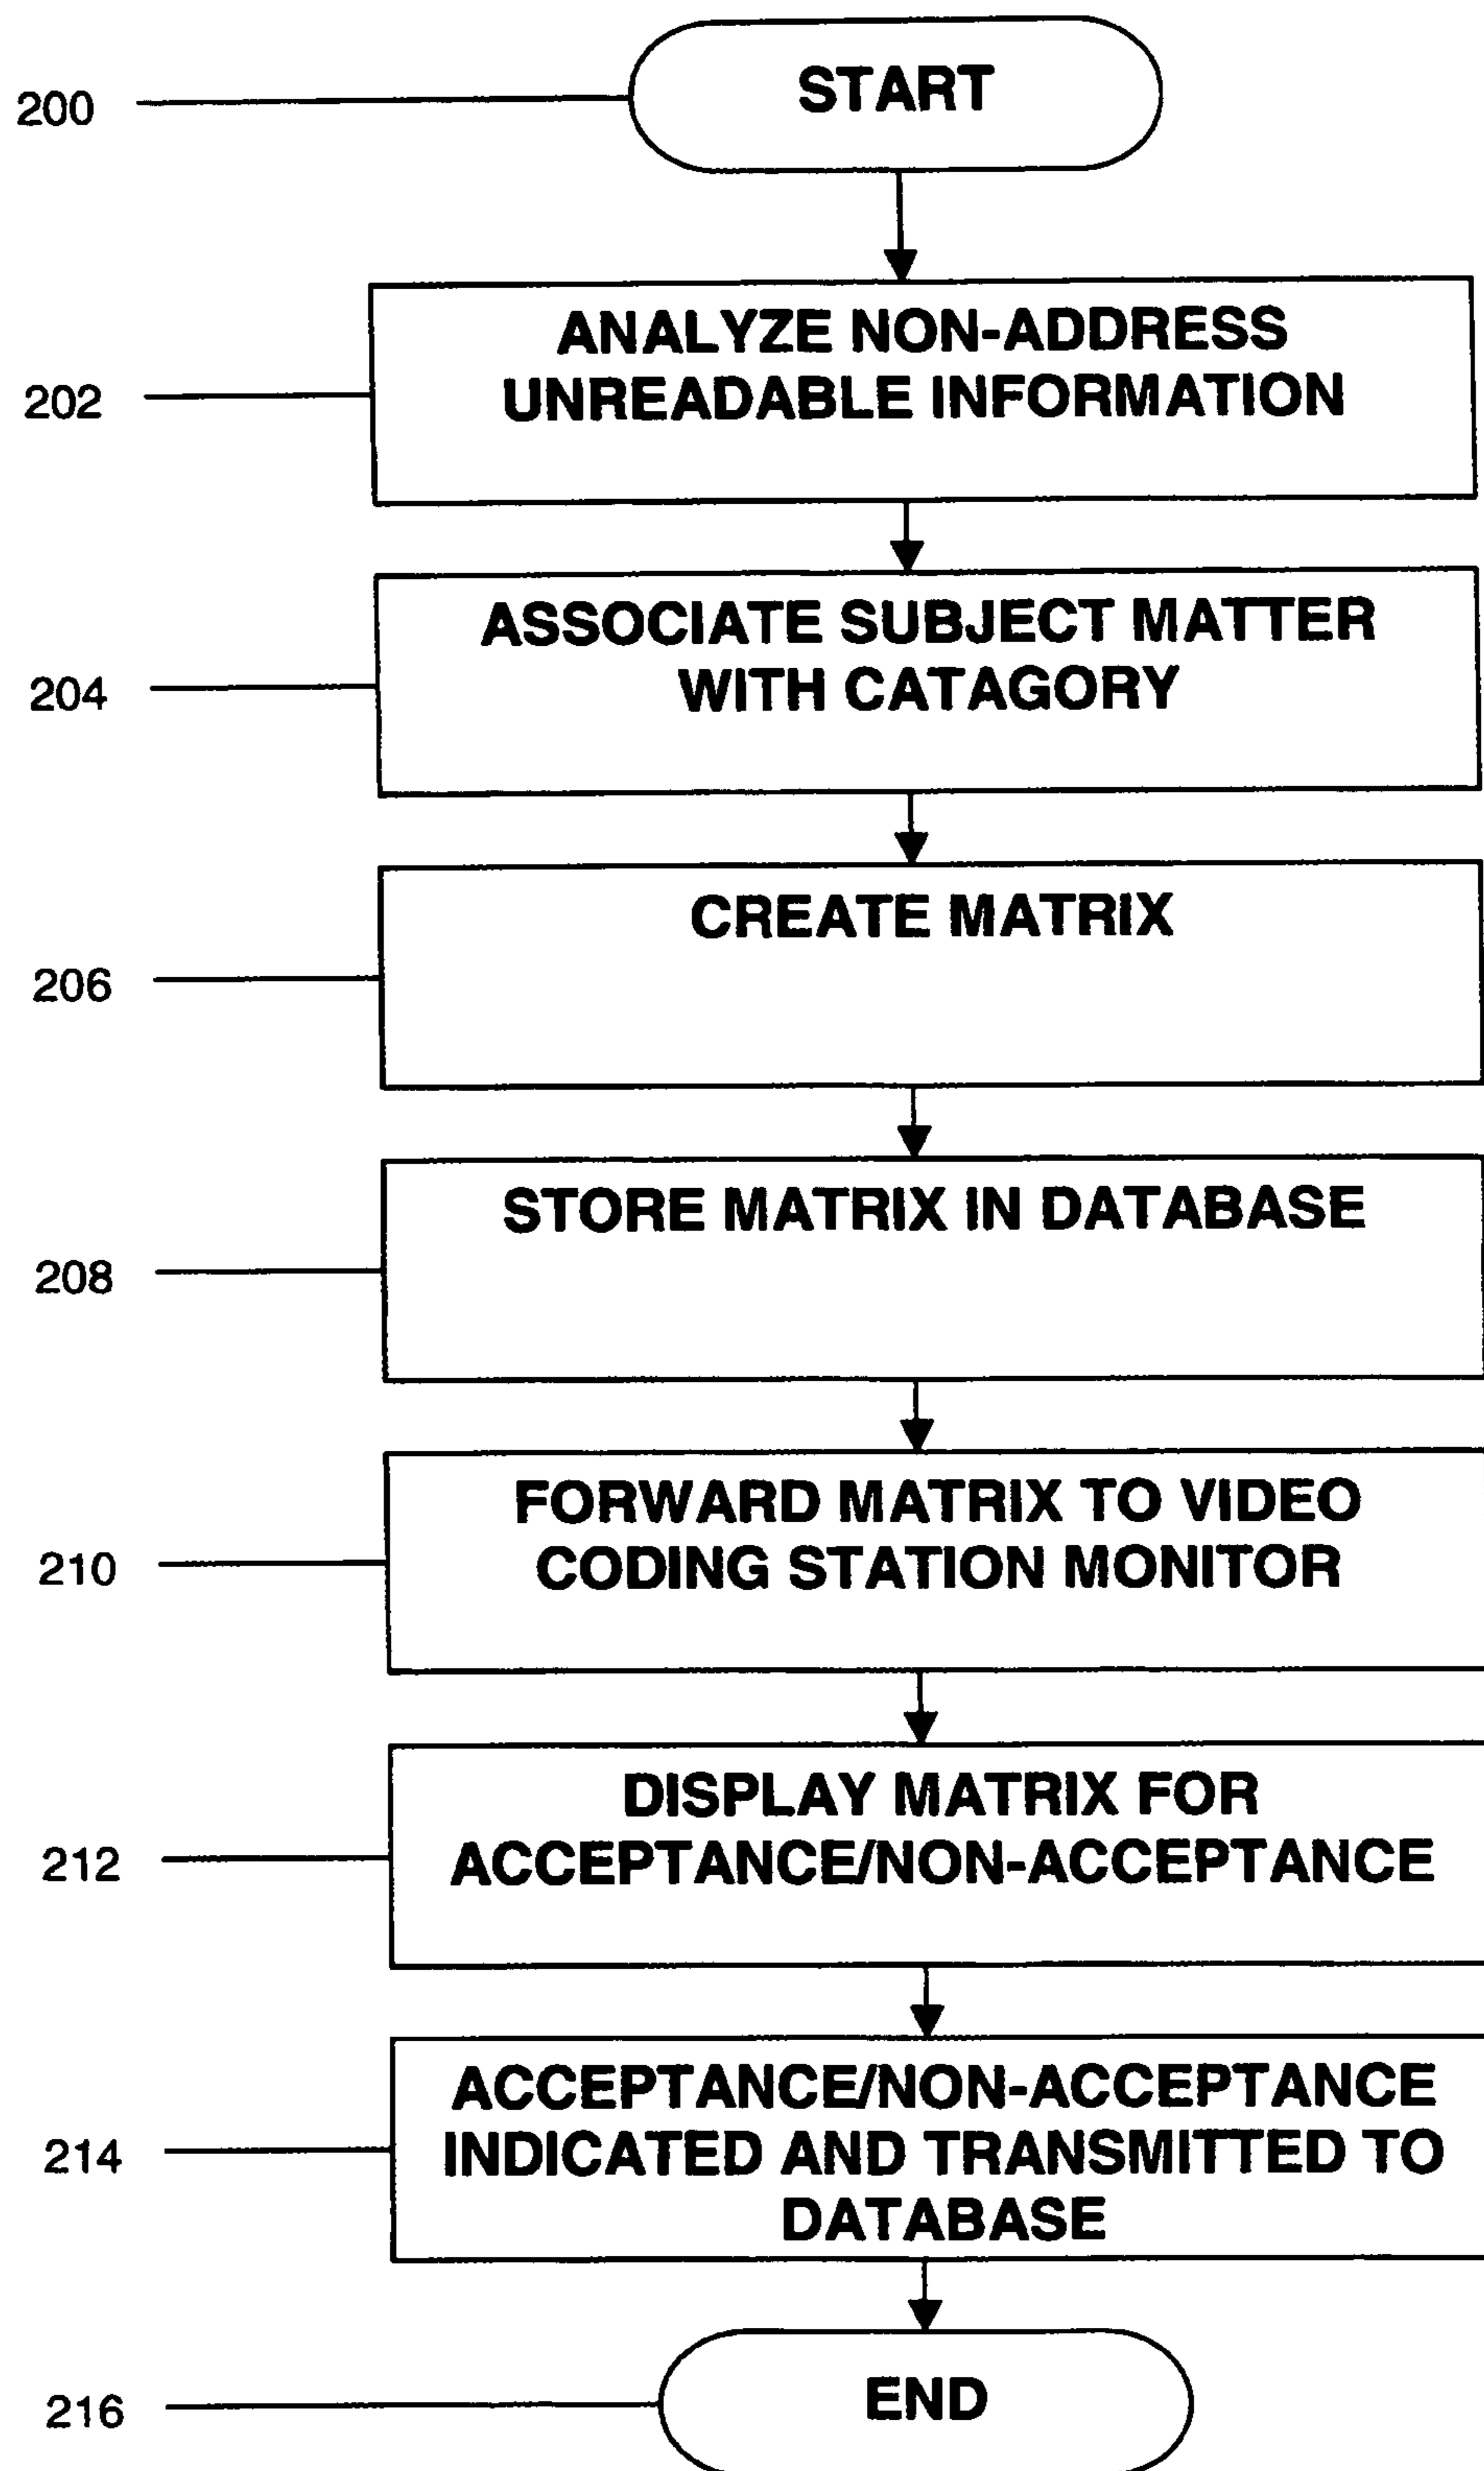 200
START
202
ANALYZE NON-ADDRESS
UNREADABLE INFORMATION
204
ASSOCIATE SUBJECT MATTER
WITH CATAGORY
206
CREATE MATRIX
208
STORE MATRIX IN DATABASE
210
FORWARD MATRIX TO VIDEO
CODING STATION MONITOR
212
DISPLAY MATRIX FOR
ACCEPTANCE/NON-ACCEPTANCE
214
ACCEPTANCE/NON-ACCEPTANCE
INDICATED AND TRANSMITTED TO
DATABASE
216
END